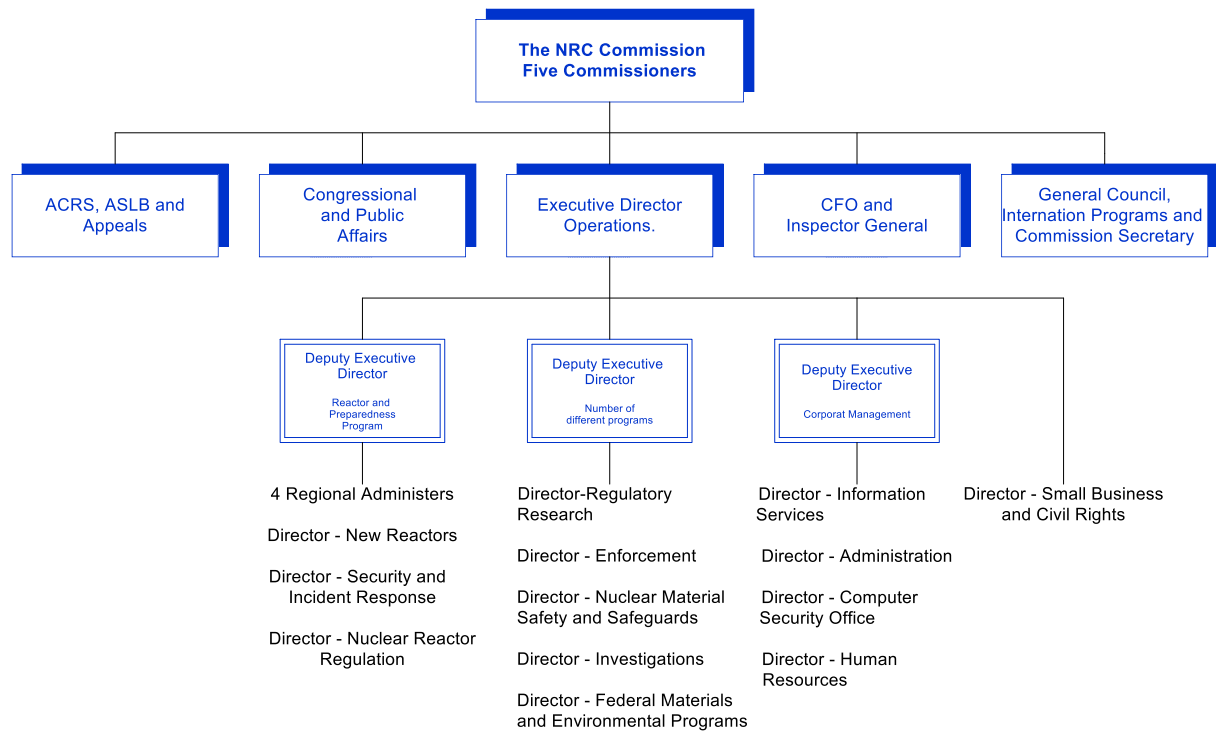 The NRC Commission
Five Commissioners
ACRS, ASLB and
Appeals
Congressional
and Public
Affairs
Executive Director
Operations.
CFO and
Inspector General
General Council,
Internation Programs and
Commission Secretary
Deputy Executive
Director
Reactor and
Preparedness
Program
Deputy Executive
Director
Number of
different programs
Deputy Executive
Director
Corporat Management
4 Regional Administers
Director - New Reactors
Director - Security and
Incident Response
Director - Nuclear Reactor
Regulation
Director-Regulatory
Research
Director - Enforcement
Director - Nuclear Material
Safety and Safeguards
Director - Investigations
Director - Federal Materials
and Environmental Programs
Director - Information
Services
Director - Administration
Director - Computer
Security Office
Director - Human
Resources
Director - Small Business
and Civil Rights